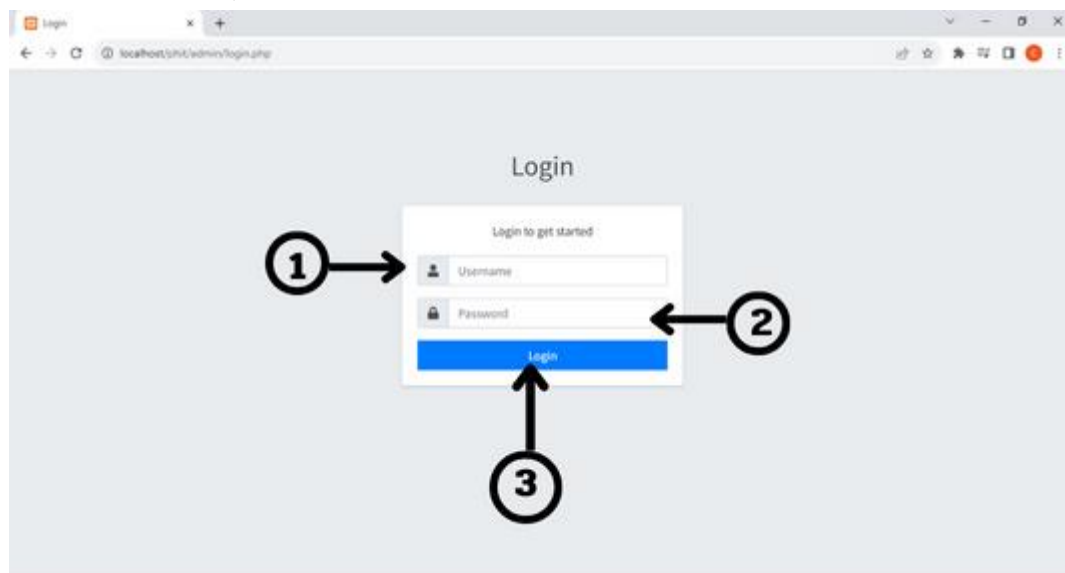 Login
localhost/phit/admin/login.php
Login
Login to get started
1
Username
Password
2
Login
3